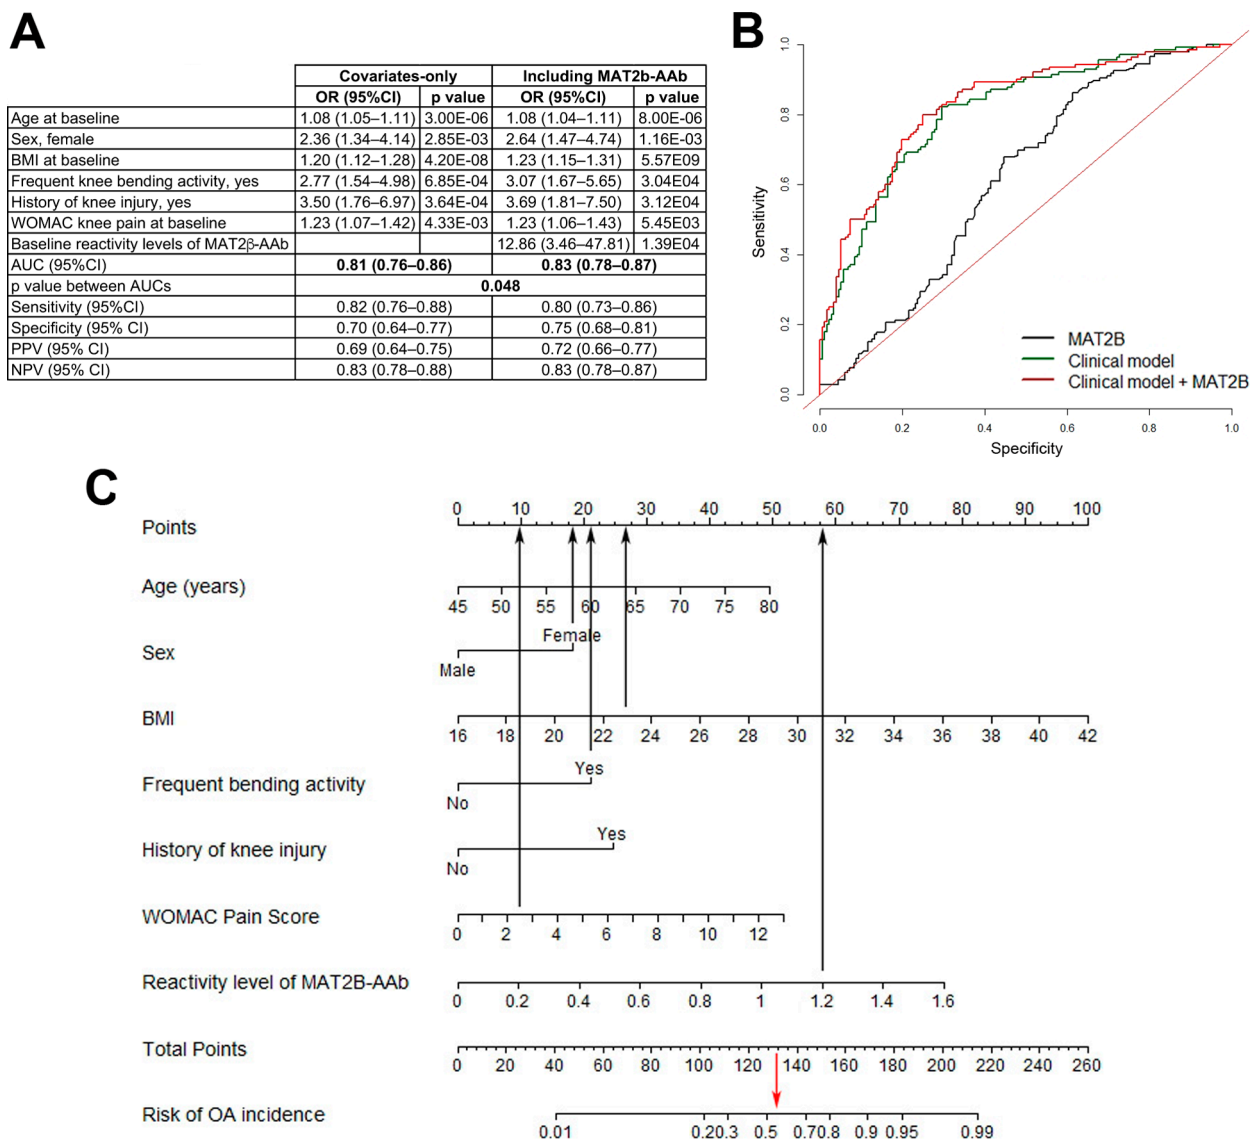 A
Covariates-only Including MAT2b-AAb
OR (95%CI) p value OR (95%CI) p value
Age at baseline 1.08 (1.05–1.11) 3.00E-06 1.08 (1.04–1.11) 8.00E-06
Sex, female 2.36 (1.34–4.14) 2.85E-03 2.64 (1.47–4.74) 1.16E-03
BMI at baseline 1.20 (1.12–1.28) 4.20E-08 1.23 (1.15–1.31) 5.57E09
Frequent knee bending activity, yes 2.77 (1.54–4.98) 6.85E-04 3.07 (1.67–5.65) 3.04E04
History of knee injury, yes 3.50 (1.76–6.97) 3.64E-04 3.69 (1.81–7.50) 3.12E04
WOMAC knee pain at baseline 1.23 (1.07–1.42) 4.33E-03 1.23 (1.06–1.43) 5.45E03
Baseline reactivity levels of MAT2β-AAb 12.86 (3.46–47.81) 1.39E04
AUC (95%CI) 0.81 (0.76–0.86) 0.83 (0.78–0.87)
p value between AUCs 0.048
Sensitivity (95%CI) 0.82 (0.76–0.88) 0.80 (0.73–0.86)
Specificity (95% CI) 0.70 (0.64–0.77) 0.75 (0.68–0.81)
PPV (95% CI) 0.69 (0.64–0.75) 0.72 (0.66–0.77)
NPV (95% CI) 0.83 (0.78–0.88) 0.83 (0.78–0.87)
B
Sensitivity
1.0
0.8
0.6
0.4
0.2
0.0
MAT2B
Clinical model
Clinical model + MAT2B
0.0 0.2 0.4 0.6 0.8 1.0
Specificity
C
Points 0 10 20 30 40 50 60 70 80 90 100
Age (years) 45 50 55 60 65 70 75 80
Female
Sex
Male
BMI 16 18 20 22 24 26 28 30 32 34 36 38 40 42
Yes
Frequent bending activity
No
Yes
History of knee injury
No
WOMAC Pain Score 0 2 4 6 8 10 12
Reactivity level of MAT2B-AAb 0 0.2 0.4 0.6 0.8 1 1.2 1.4 1.6
Total Points 0 20 40 60 80 100 120 140 160 180 200 220 240 260
Risk of OA incidence 0.01 0.20.3 0.5 0.70.8 0.9 0.95 0.99